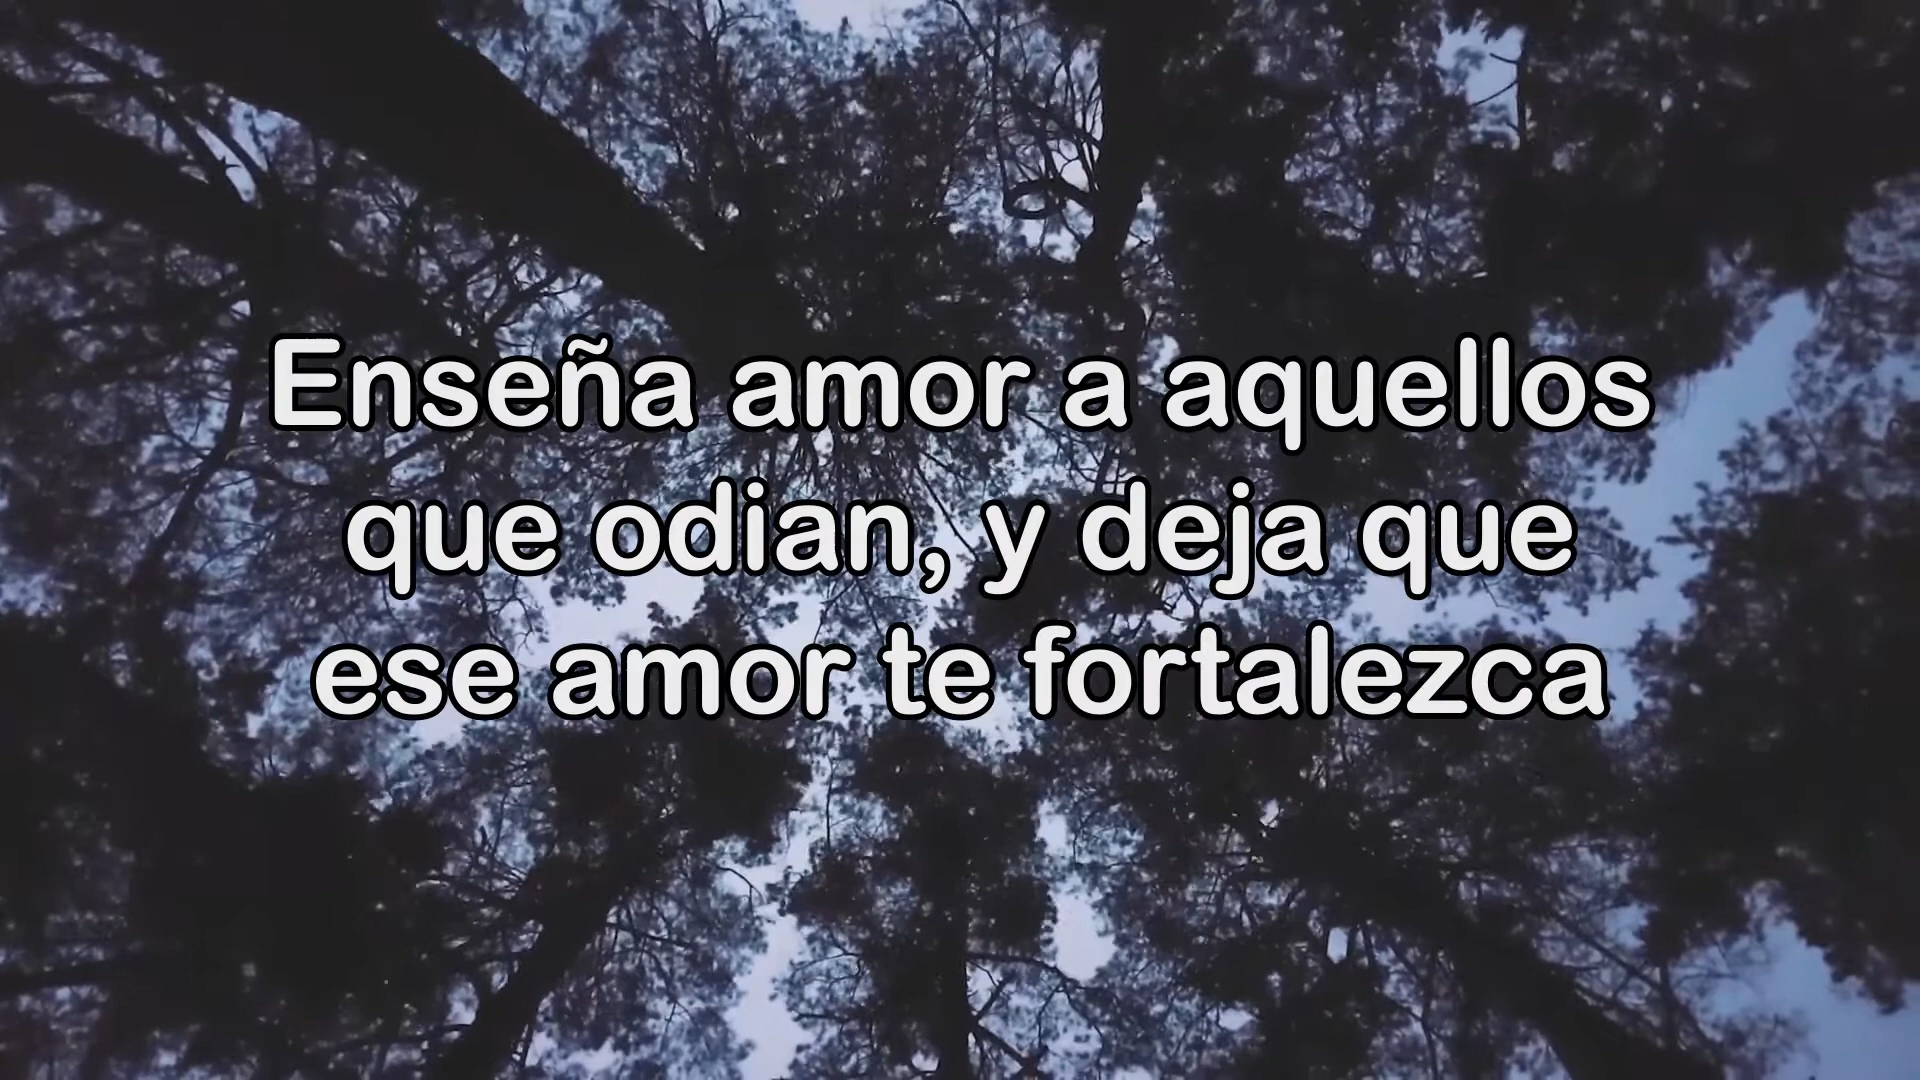 Enseña amor a aquellos
que odian, y deja que
ese amor te fortalezca